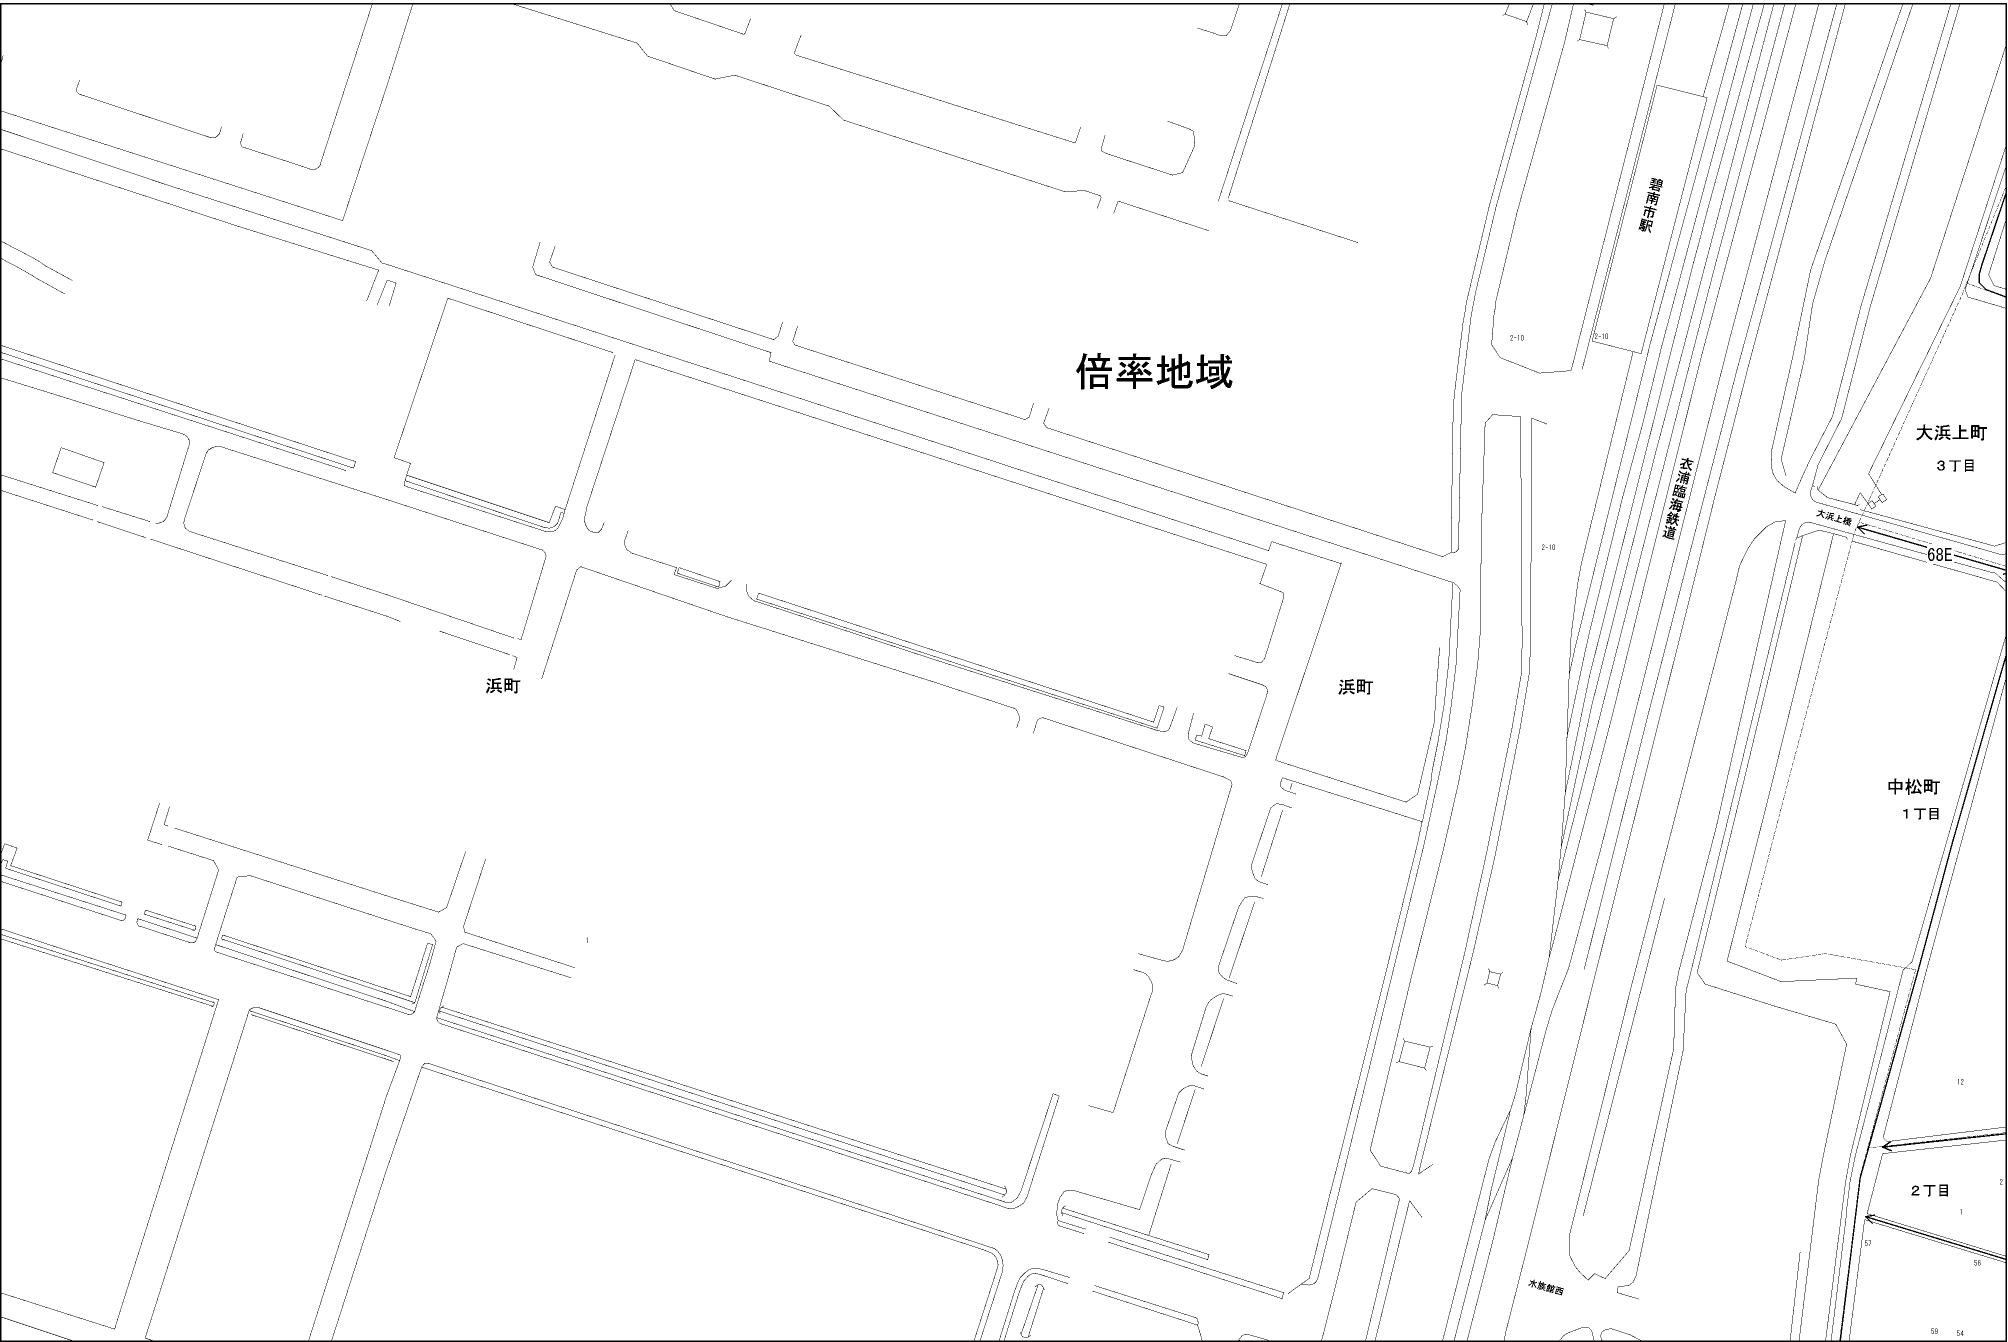 碧南市駅
2-10
2-10
倍率地域
大浜上町
3丁目
衣浦臨海鉄道
大浜上橋
2-10
68E
浜町
浜町
中松町
1丁目
1
12
2
2丁目
1
57
56
水族館西
59
54